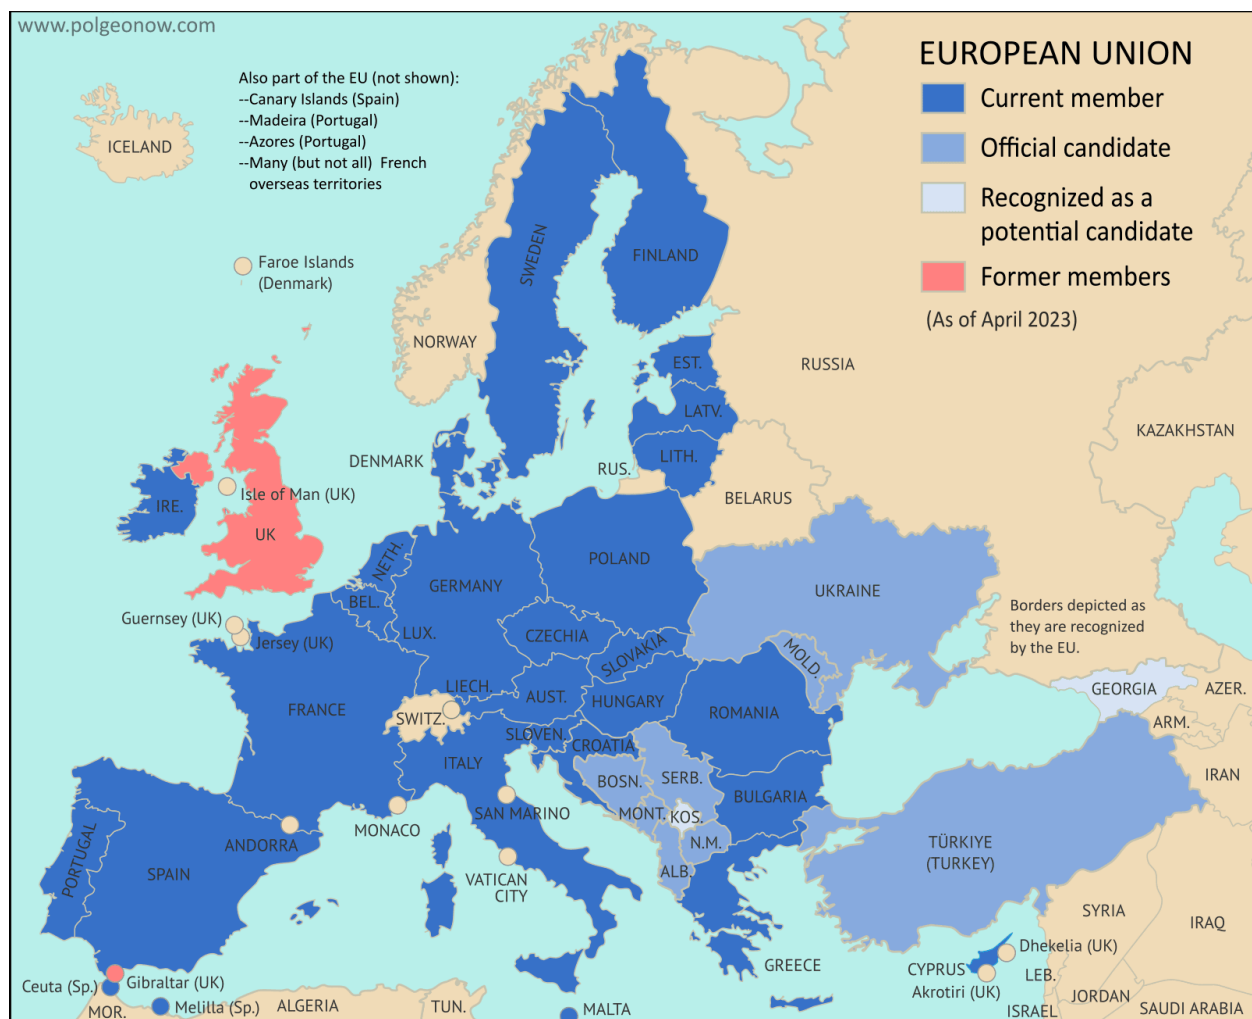 www.polgeonow.com
EUROPEAN UNION
Current member
Official candidate
Recognized as a
potential candidate
Former members
(As of April 2023)
Also part of the EU (not shown):
--Canary Islands (Spain)
--Madeira (Portugal)
--Azores (Portugal)
--Many (but not all) French
overseas territories
ICELAND
Faroe Islands
(Denmark)
SWEDEN
FINLAND
NORWAY
RUSSIA
EST.
LATV.
KAZAKHSTAN
DENMARK
LITH.
RUS.
BELARUS
IRE.
Isle of Man (UK)
UK
NETH.
POLAND
GERMANY
UKRAINE
BEL.
Guernsey (UK)
Jersey (UK)
LUX.
CZECHIA
SLOVAKIA
MOLD.
Borders depicted as
they are recognized
by the EU.
LIECH.
AUST.
HUNGARY
GEORGIA
AZER.
FRANCE
SWITZ.
ROMANIA
ARM.
SLOVEN.
CROATIA
ITALY
BOSN.
SERB.
IRAN
BULGARIA
SAN MARINO
MONT.
KOS.
MONACO
ANDORRA
N.M.
TÜRKIYE
(TURKEY)
PORTUGAL
SPAIN
VATICAN
CITY
ALB.
SYRIA
IRAQ
Dhekelia (UK)
GREECE
CYPRUS
Akrotiri (UK)
LEB.
Ceuta (Sp.)
Gibraltar (UK)
JORDAN
MOR.
Melilla (Sp.)
ALGERIA
TUN.
MALTA
ISRAEL
SAUDI ARABIA